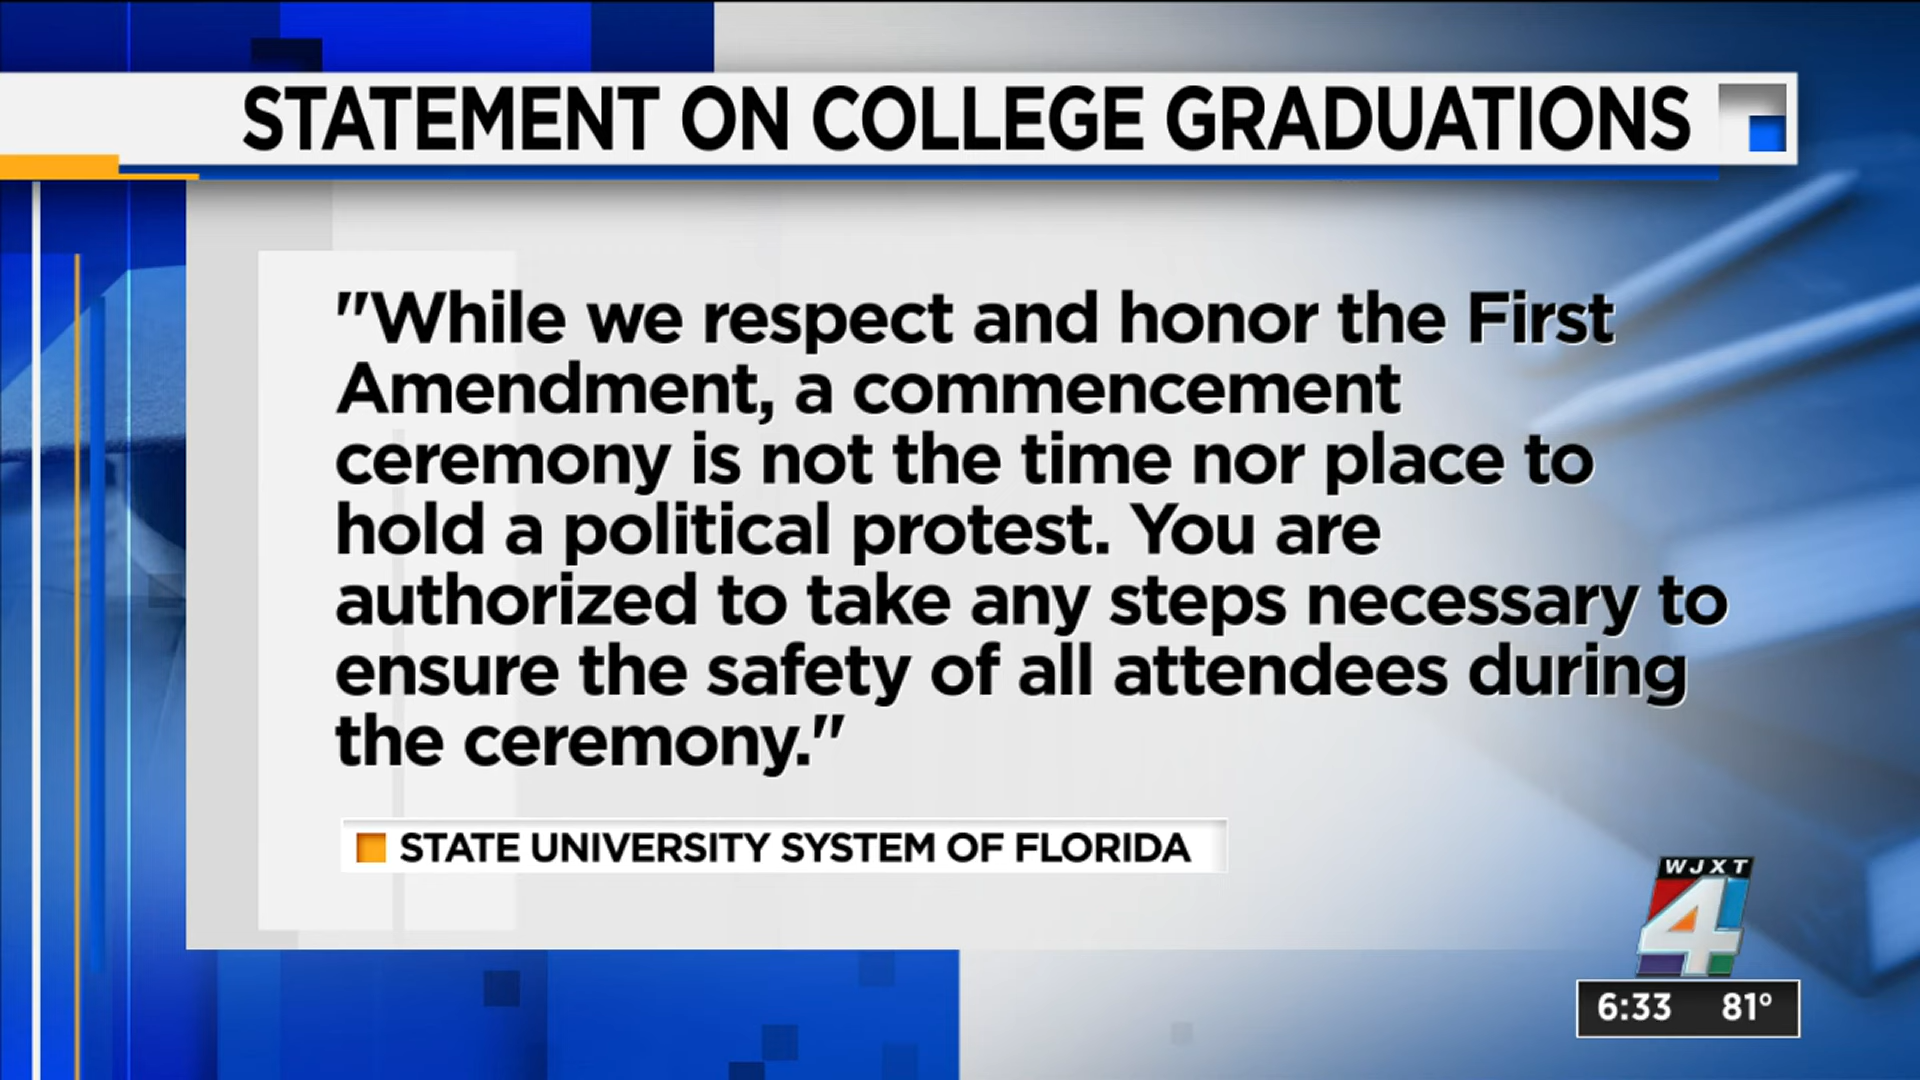 STATEMENT ON COLLEGE GRADUATIONS
"While we respect and honor the First
Amendment, a commencement
ceremony is not the time nor place to
hold a political protest. You are
authorized to take any steps necessary to
ensure the safety of all attendees during
the ceremony."
STATE UNIVERSITY SYSTEM OF FLORIDA
WJXT
4
6:33 81°